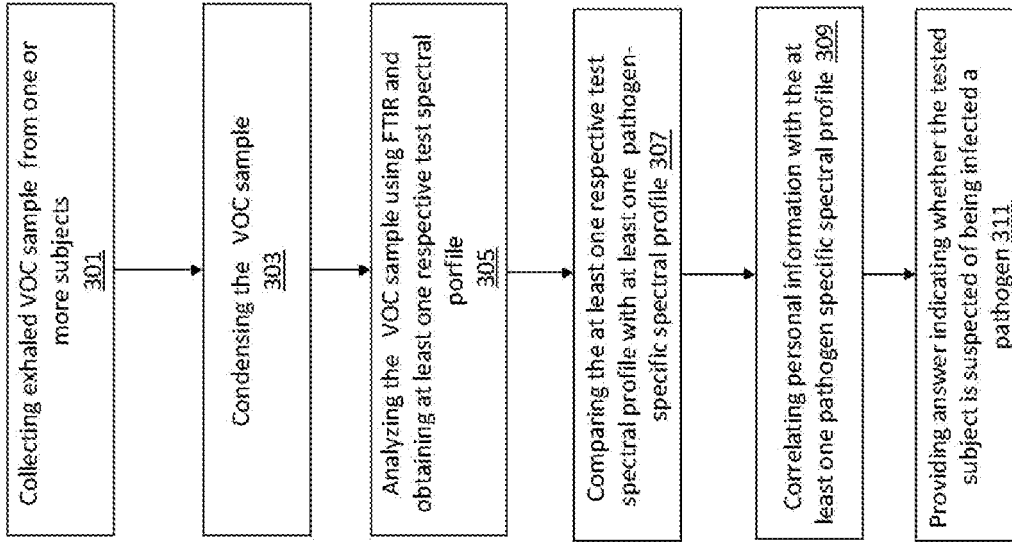 Collecting exhaled VOC sample from one or
more subjects
301
Condensing the VOC sample
303
Analyzing the VOC sample using FTIR and
obtaining at least one respective test spectral
porfile
305
Comparing the at least one respective test
spectral profile with at least one pathogen-
specific spectral profile 307
Correlating personal information with the at
least one pathogen specific spectral profile 309
Providing answer indicating whether the tested
subject is suspected of being infected a
pathogen 311